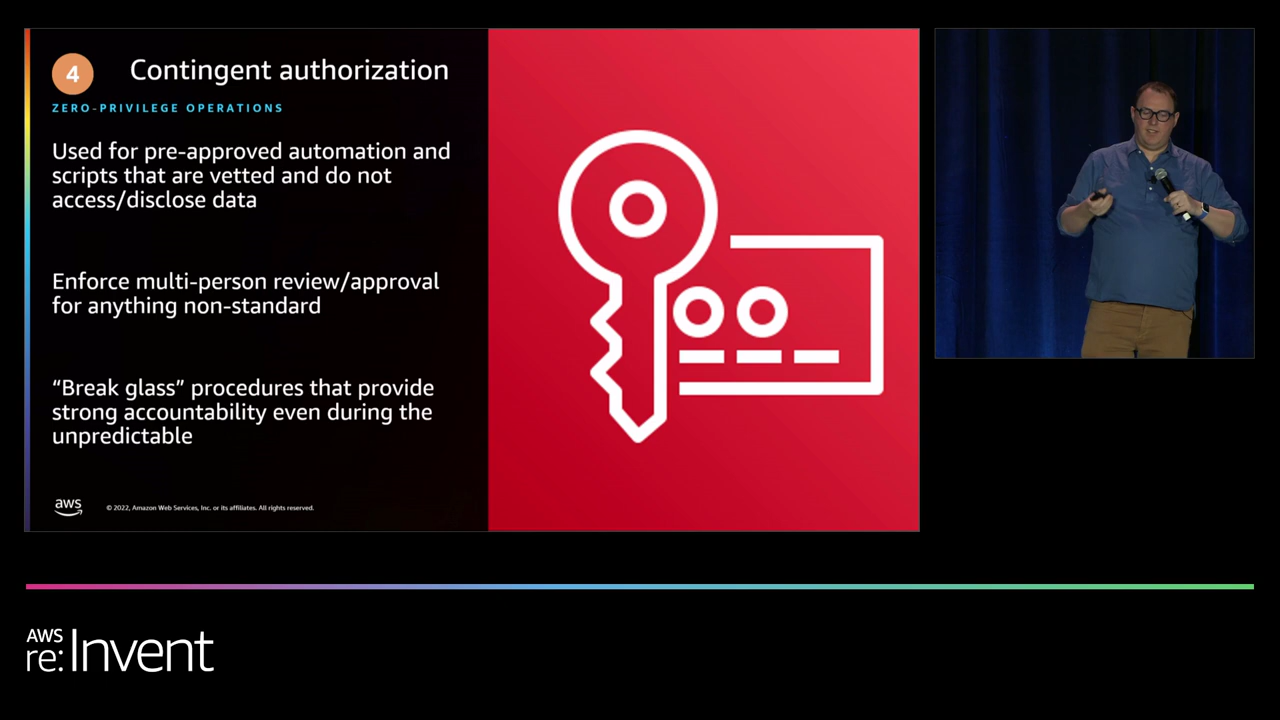 4
Contingent authorization
ZERO-PRIVILEGE OPERATIONS
Used for pre-approved automation and
scripts that are vetted and do not
access/disclose data
Enforce multi-person review/approval
for anything non-standard
“Break glass” procedures that provide
strong accountability even during the
unpredictable
aws
© 2022, Amazon Web Services, Inc. or its affiliates. All rights reserved.
AWS
re:Invent